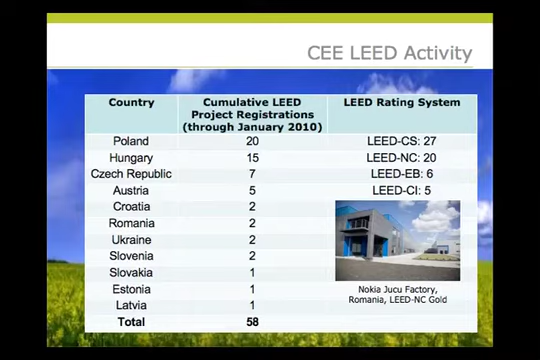 CEE LEED Activity
Country
Cumulative LEED
Project Registrations
(through January 2010)
LEED Rating System
Poland 20 LEED-CS: 27
Hungary 15 LEED-NC: 20
Czech Republic 7 LEED-EB: 6
Austria 5 LEED-CI: 5
Croatia 2
Romania 2
Ukraine 2
Slovenia 2
Slovakia 1
Estonia 1
Latvia 1
Total 58
Nokia Jucu Factory,
Romania, LEED-NC Gold